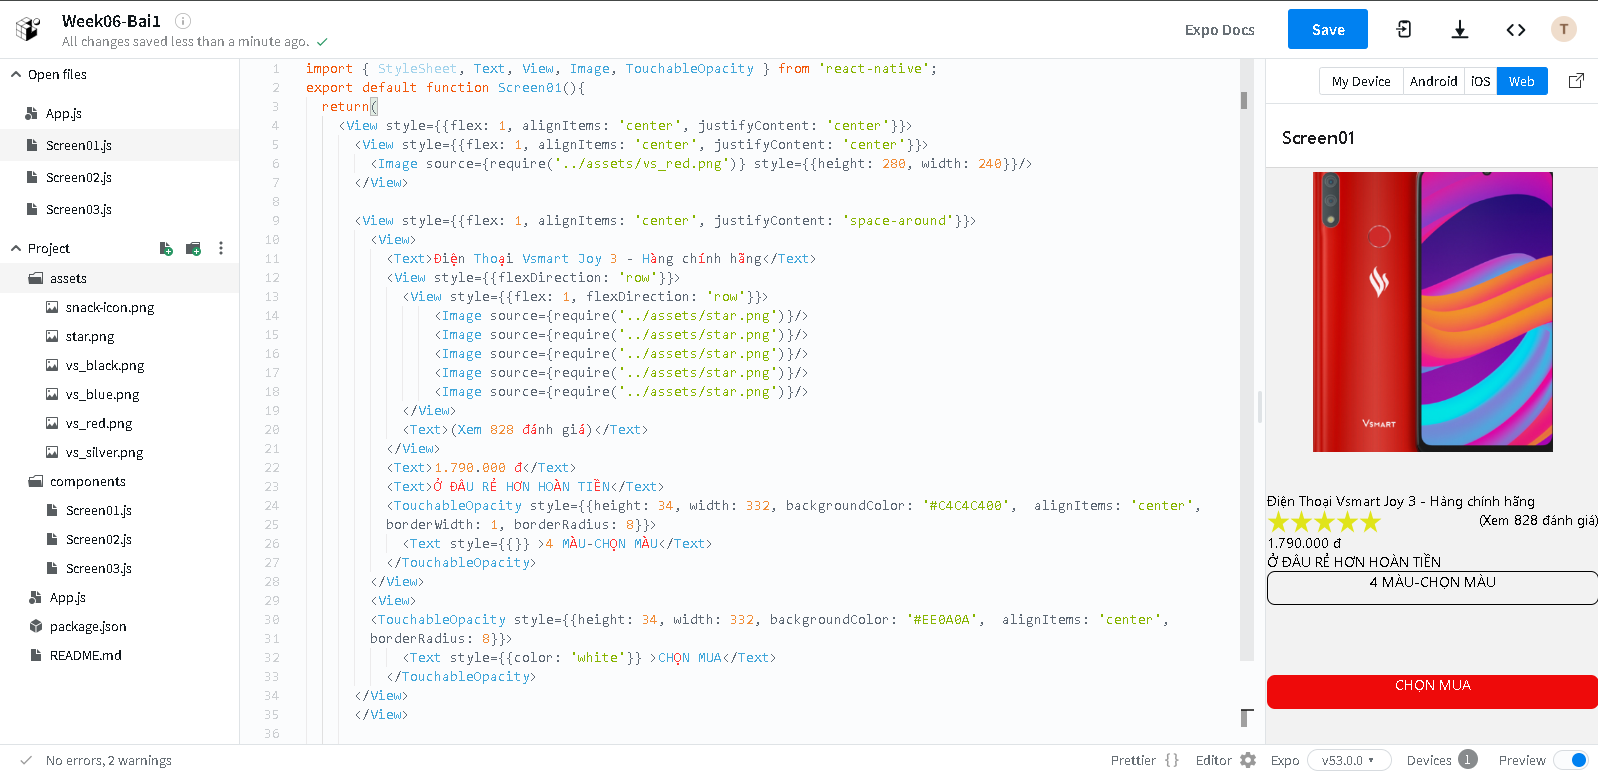 Week06-Bai1
All changes saved less than a minute ago.
Expo Docs
Save
T
Open files
App.js
Screen01.js
Screen02.js
Screen03.js
Project
assets
snack-icon.png
star.png
vs_black.png
vs_blue.png
vs_red.png
vs_silver.png
components
Screen01.js
Screen02.js
Screen03.js
App.js
package.json
README.md
1 import { StyleSheet, Text, View, Image, TouchableOpacity } from 'react-native';
2 export default function Screen01(){
3 return(
4 <View style={{flex: 1, alignItems: 'center', justifyContent: 'center'}}>
5 <View style={{flex: 1, alignItems: 'center', justifyContent: 'center'}}>
6 <Image source={require('../assets/vs_red.png')} style={{height: 280, width: 240}}/>
7 </View>
8
9 <View style={{flex: 1, alignItems: 'center', justifyContent: 'space-around'}}>
10 <View>
11 <Text>Điện Thoại Vsmart Joy 3 - Hàng chính hãng</Text>
12 <View style={{flexDirection: 'row'}}>
13 <View style={{flex: 1, flexDirection: 'row'}}>
14 <Image source={require('../assets/star.png')}/>
15 <Image source={require('../assets/star.png')}/>
16 <Image source={require('../assets/star.png')}/>
17 <Image source={require('../assets/star.png')}/>
18 <Image source={require('../assets/star.png')}/>
19 </View>
20 <Text>(Xem 828 đánh giá)</Text>
21 </View>
22 <Text>1.790.000 đ</Text>
23 <Text>Ở ĐÂU RẺ HƠN HOÀN TIỀN</Text>
24 <TouchableOpacity style={{height: 34, width: 332, backgroundColor: '#C4C4C400', alignItems: 'center',
25 borderWidth: 1, borderRadius: 8}}>
26 <Text style={{}} >4 MÀU-CHỌN MÀU</Text>
27 </TouchableOpacity>
28 </View>
29 <View>
30 <TouchableOpacity style={{height: 34, width: 332, backgroundColor: '#EE0A0A', alignItems: 'center',
31 borderRadius: 8}}>
32 <Text style={{color: 'white'}} >CHỌN MUA</Text>
33 </TouchableOpacity>
34 </View>
35 </View>
36
My Device
Android
iOS
Web
Screen01
VSMART
Điện Thoại Vsmart Joy 3 - Hàng chính hãng
(Xem 828 đánh giá)
1.790.000 đ
Ở ĐÂU RẺ HƠN HOÀN TIỀN
4 MÀU-CHỌN MÀU
CHỌN MUA
No errors, 2 warnings
Prettier { }
Editor
Expo
v53.0.0
Devices 1
Preview